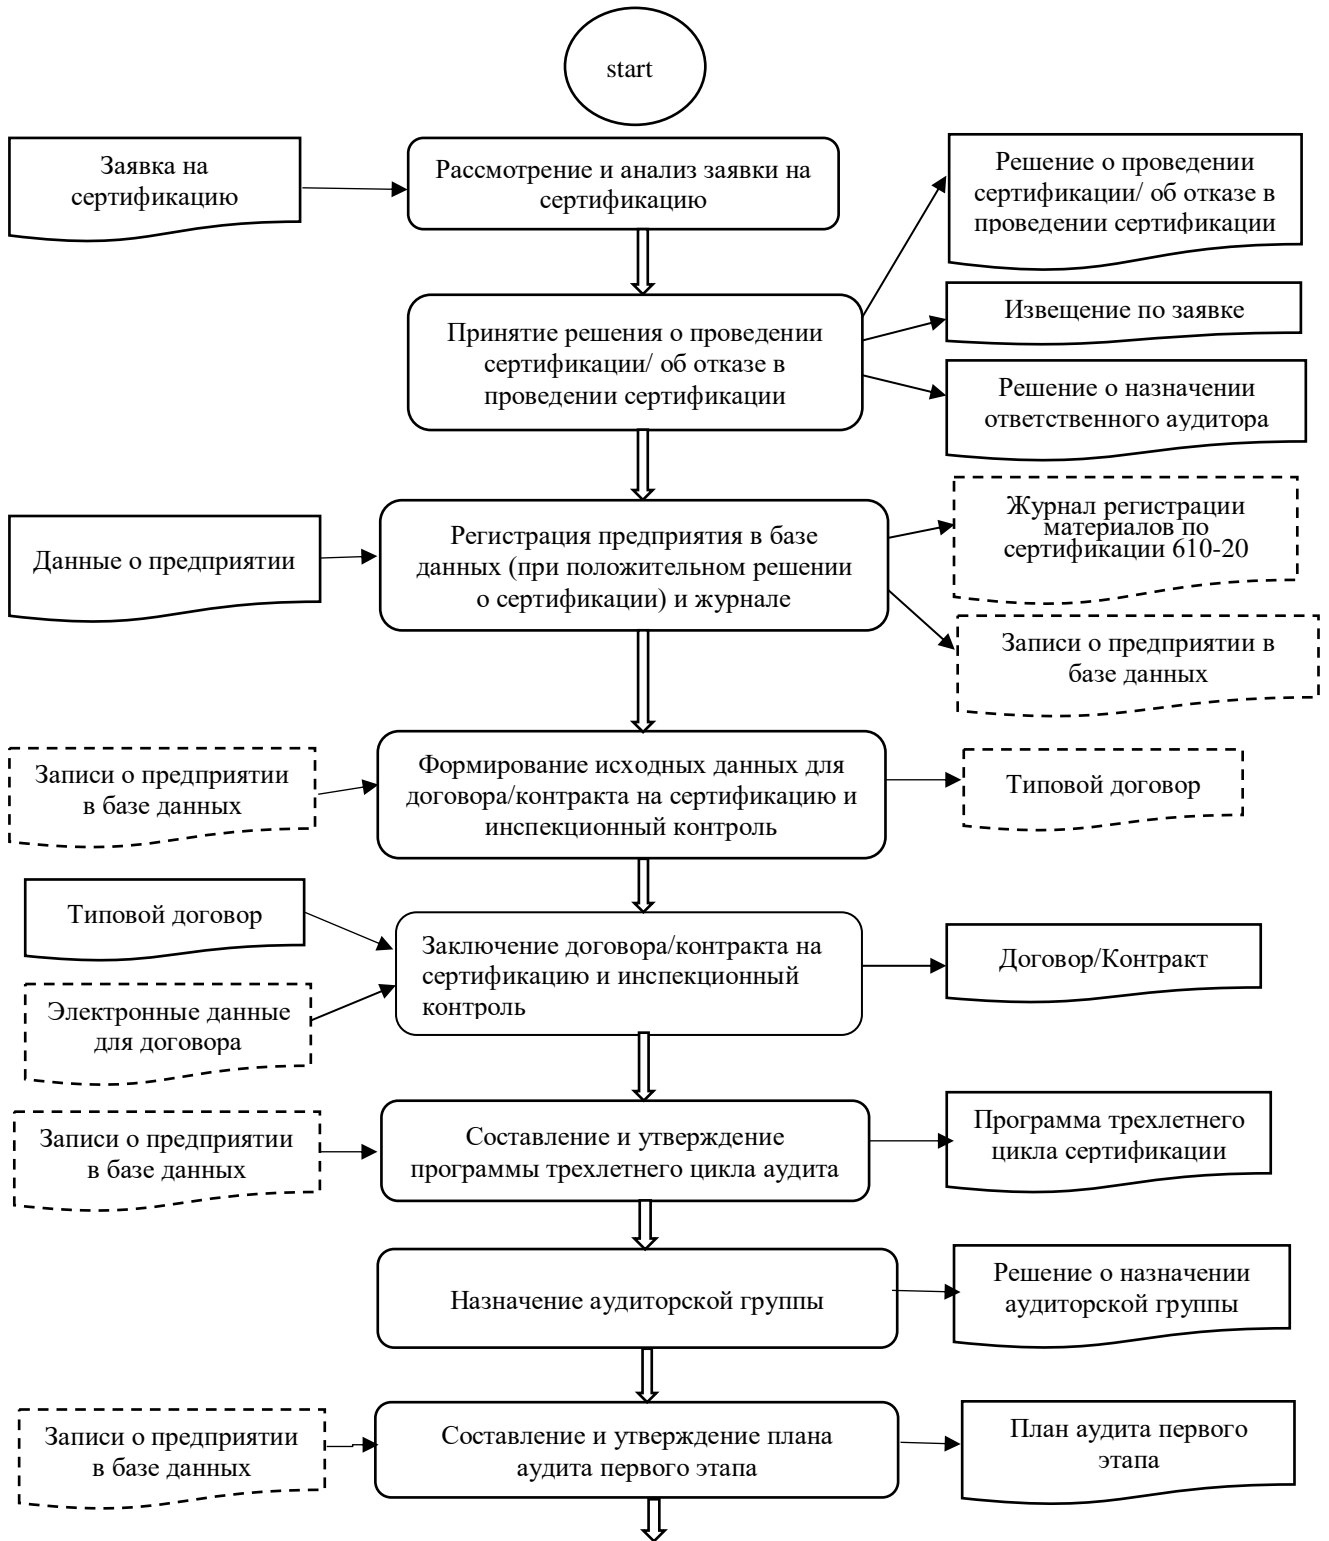 start
Заявка на
сертификацию
Рассмотрение и анализ заявки на
сертификацию
Решение о проведении
сертификации/ об отказе в
проведении сертификации
Принятие решения о проведении
сертификации/ об отказе в
проведении сертификации
Извещение по заявке
Решение о назначении
ответственного аудитора
Данные о предприятии
Регистрация предприятия в базе
данных (при положительном решении
о сертификации) и журнале
Журнал регистрации
материалов по
сертификации 610-20
Записи о предприятии в
базе данных
Записи о предприятии
в базе данных
Формирование исходных данных для
договора/контракта на сертификацию и
инспекционный контроль
Типовой договор
Типовой договор
Электронные данные
для договора
Заключение договора/контракта на
сертификацию и инспекционный
контроль
Договор/Контракт
Записи о предприятии
в базе данных
Составление и утверждение
программы трехлетнего цикла аудита
Программа трехлетнего
цикла сертификации
Назначение аудиторской группы
Решение о назначении
аудиторской группы
Записи о предприятии
в базе данных
Составление и утверждение плана
аудита первого этапа
План аудита первого
этапа